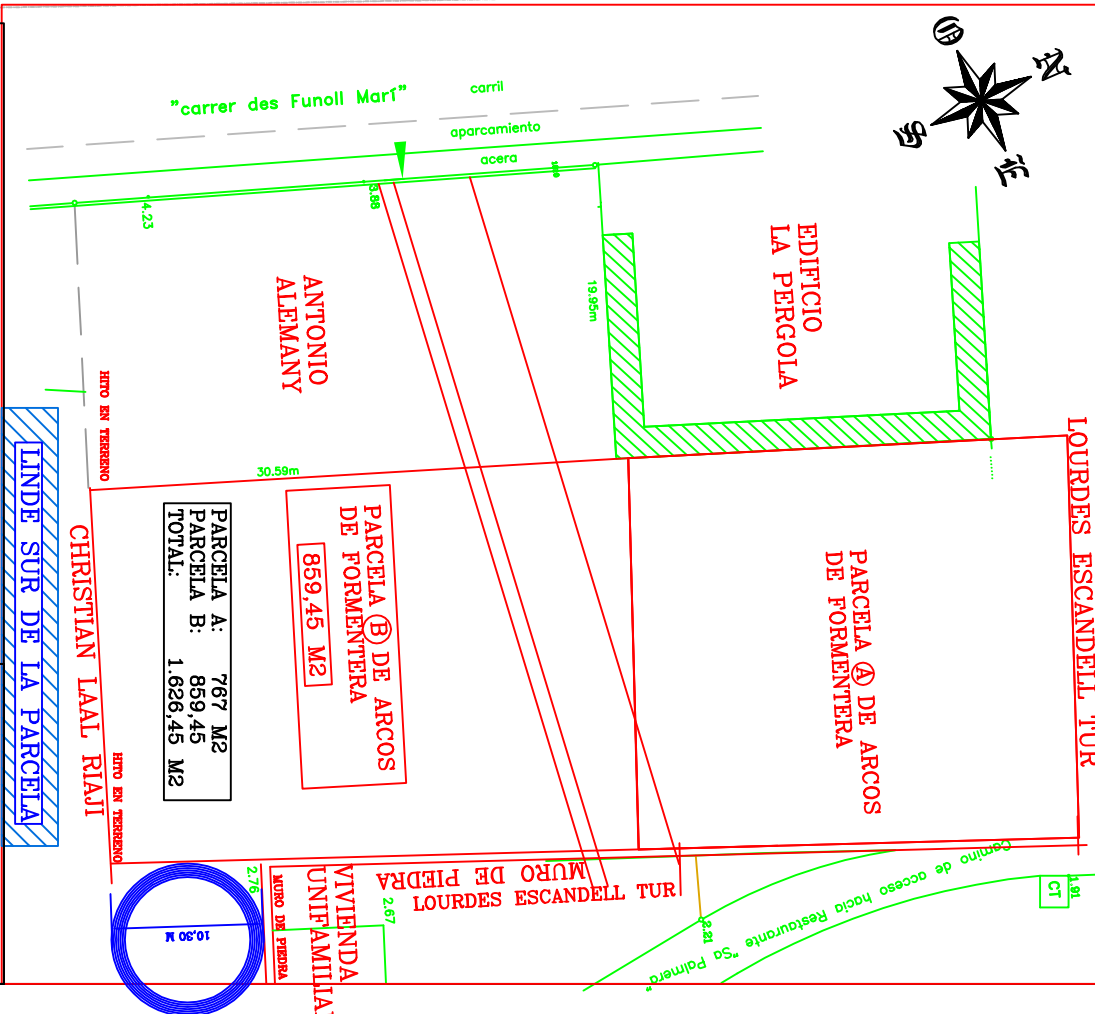 "carrer des Funoll Marí"
carril
aparcamiento
acera
N
S
E
4.23
3.88
19.95m
EDIFICIO
LA PERGOLA
ANTONIO
ALEMANY
HITO EN TERRENO
30.59m
LOURDES ESCANDELL TUR
LINDE SUR DE LA PARCELA
CHRISTIAN LAAL RIAJI
PARCELA A: 767 M2
PARCELA B: 859,45
TOTAL: 1.626,45 M2
PARCELA B DE ARCOS
DE FORMENTERA
859,45 M2
PARCELA A DE ARCOS
DE FORMENTERA
HITO EN TERRENO
MURO DE PIEDRA
LOURDES ESCANDELL TUR
2.76
MURO DE PIEDRA
VIVIENDA
UNIFAMILIA
2.67
10,30 M
2.21
Camino de acceso hacia Restaurante "Sa Palmera"
1.91
CT